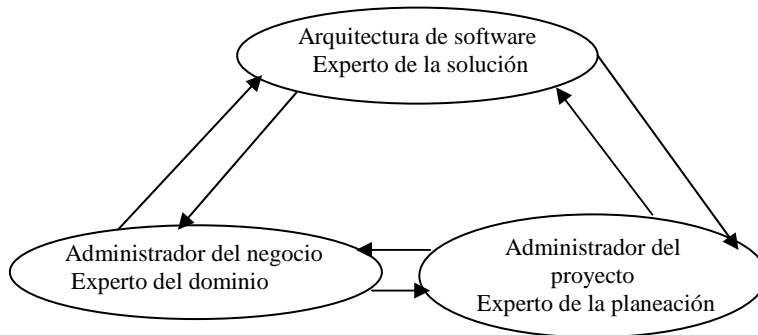 Arquitectura de software
Experto de la solución
Administrador del negocio
Experto del dominio
Administrador del
proyecto
Experto de la planeación